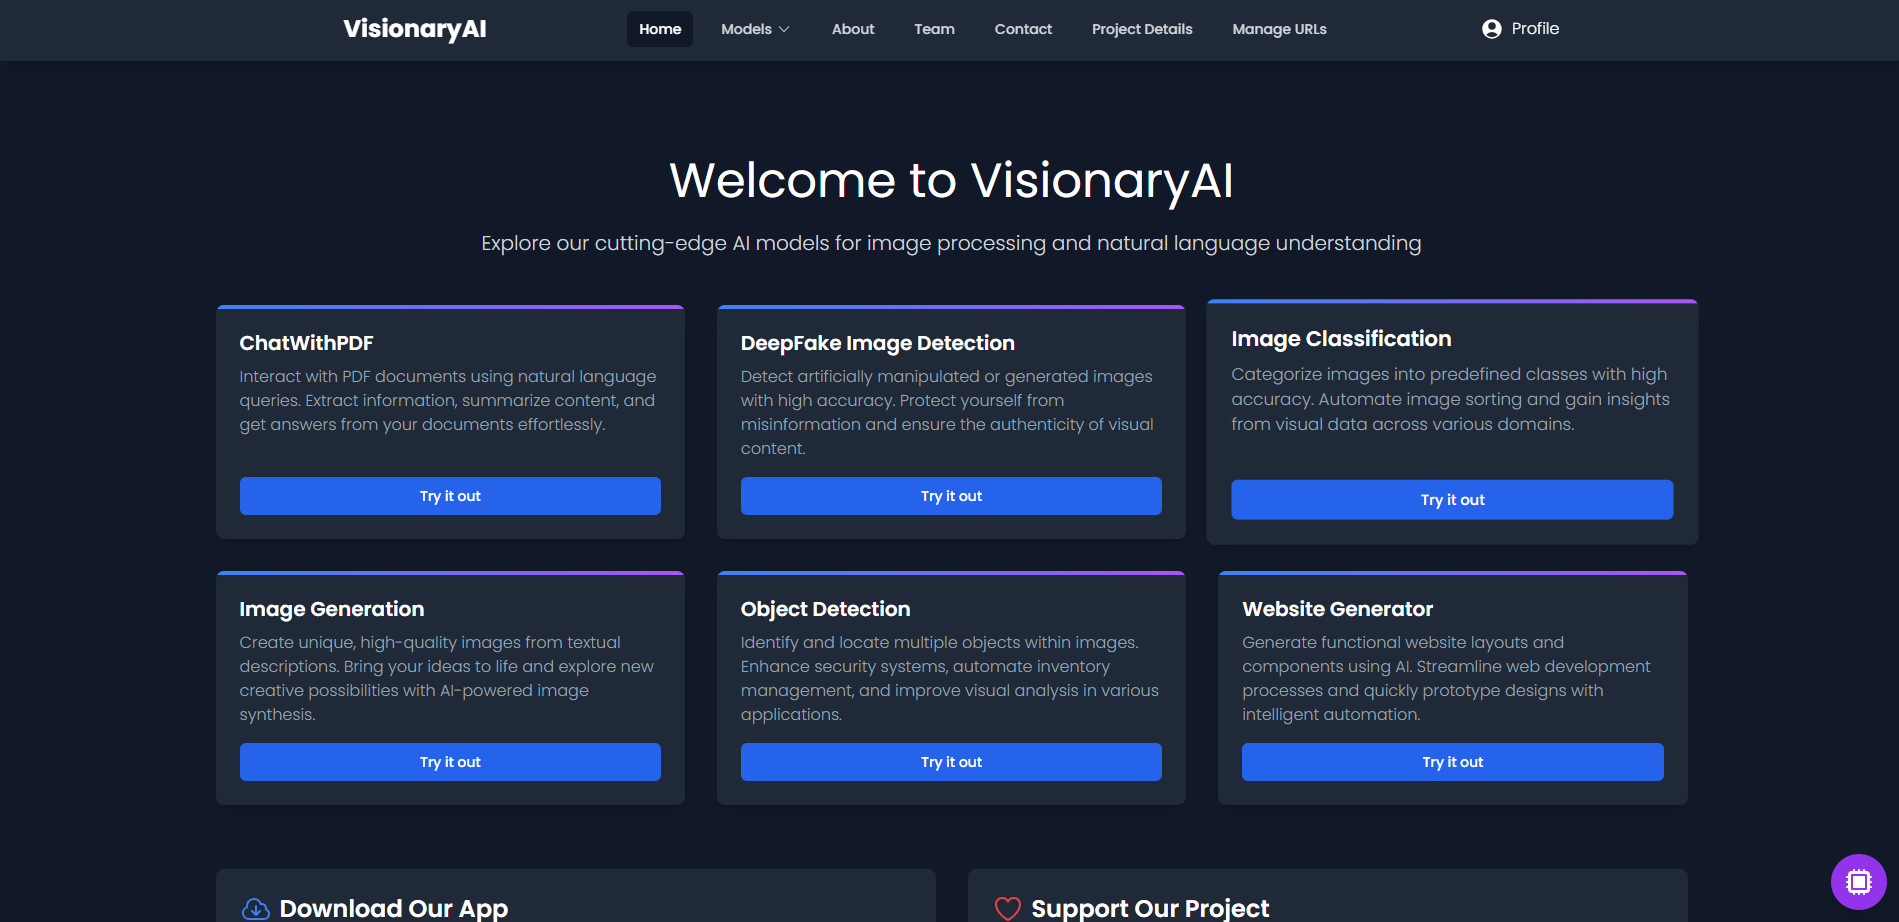 VisionaryAI
Home
Models
About
Team
Contact
Project Details
Manage URLs
Profile
Welcome to VisionaryAI
Explore our cutting-edge AI models for image processing and natural language understanding
ChatWithPDF
Interact with PDF documents using natural language
queries. Extract information, summarize content, and
get answers from your documents effortlessly.
Try it out
DeepFake Image Detection
Detect artificially manipulated or generated images
with high accuracy. Protect yourself from
misinformation and ensure the authenticity of visual
content.
Try it out
Image Classification
Categorize images into predefined classes with high
accuracy. Automate image sorting and gain insights
from visual data across various domains.
Try it out
Image Generation
Create unique, high-quality images from textual
descriptions. Bring your ideas to life and explore new
creative possibilities with AI-powered image
synthesis.
Try it out
Object Detection
Identify and locate multiple objects within images.
Enhance security systems, automate inventory
management, and improve visual analysis in various
applications.
Try it out
Website Generator
Generate functional website layouts and
components using AI. Streamline web development
processes and quickly prototype designs with
intelligent automation.
Try it out
Download Our App
Support Our Project